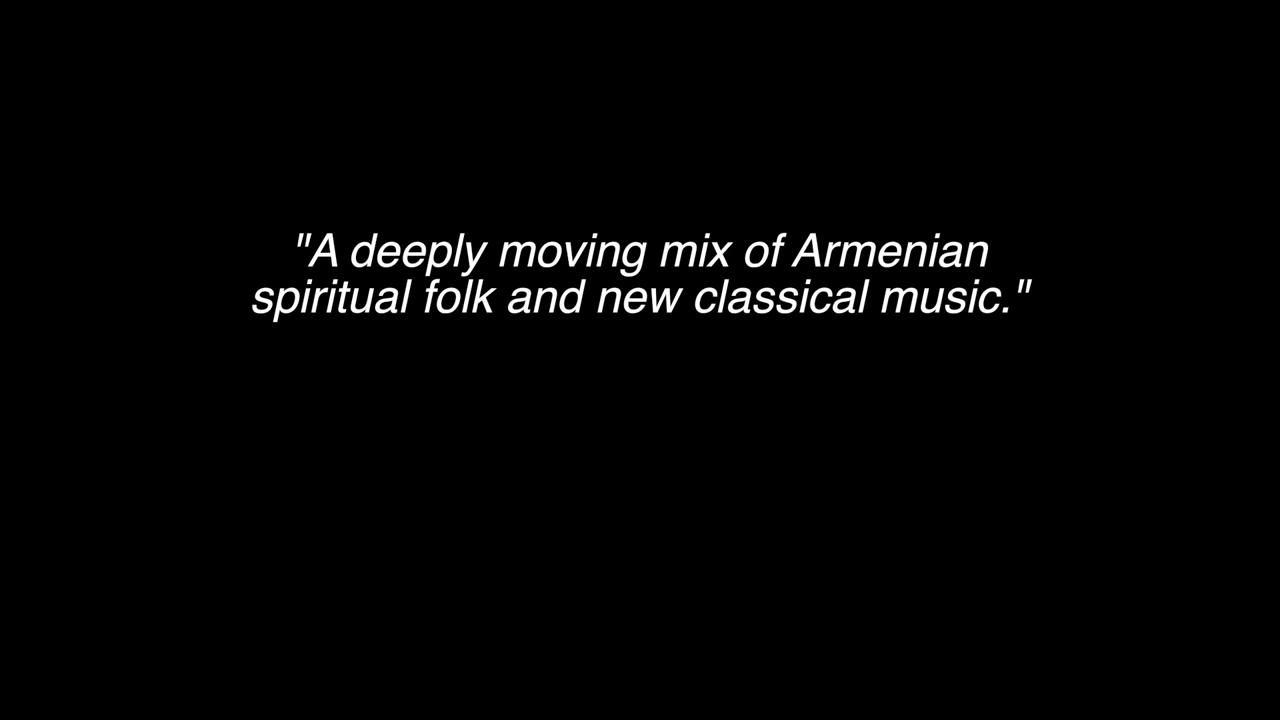 "A deeply moving mix of Armenian
spiritual folk and new classical music."